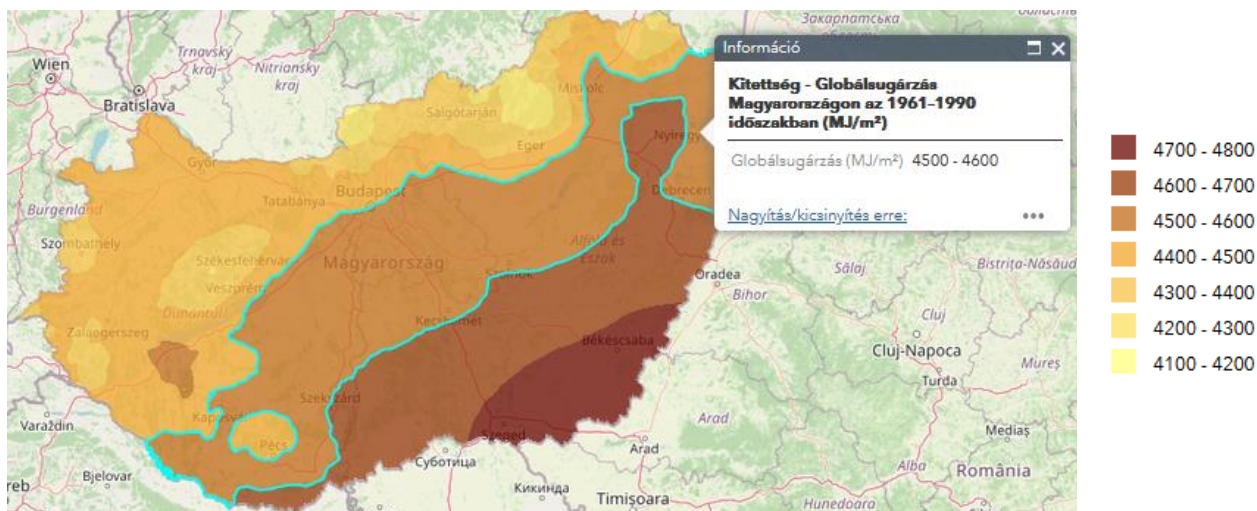 Wien
Bratislava
Trnavský
kraj
Nitriansky
kraj
Burgenland
Szombathely
Győr
Tatabánya
Budapest
Salgótarján
Eger
Miskolc
Székesfehérvár
Veszprém
Dunántúl
Zalaegerszeg
Kaposvár
Pécs
Szekszárd
Magyarország
Kecskemét
Szolnok
Alföld és
Észak
Debrecen
Békéscsaba
Szeged
Varaždin
Bjelovar
Суботица
Кикинда
Timișoara
Arad
Arad
Oradea
Bihor
Sălaj
Bistrița-Năsăud
Cluj
Cluj-Napoca
Turda
Mureș
Mediaș
Alba
România
Hunedoara
Закарпатська
Információ
Kitettség - Globálsugárzás
Magyarországon az 1961–1990
időszakban (MJ/m²)
Globálsugárzás (MJ/m²) 4500 - 4600
Nagyítás/kicsinyítés erre:
4700 - 4800
4600 - 4700
4500 - 4600
4400 - 4500
4300 - 4400
4200 - 4300
4100 - 4200